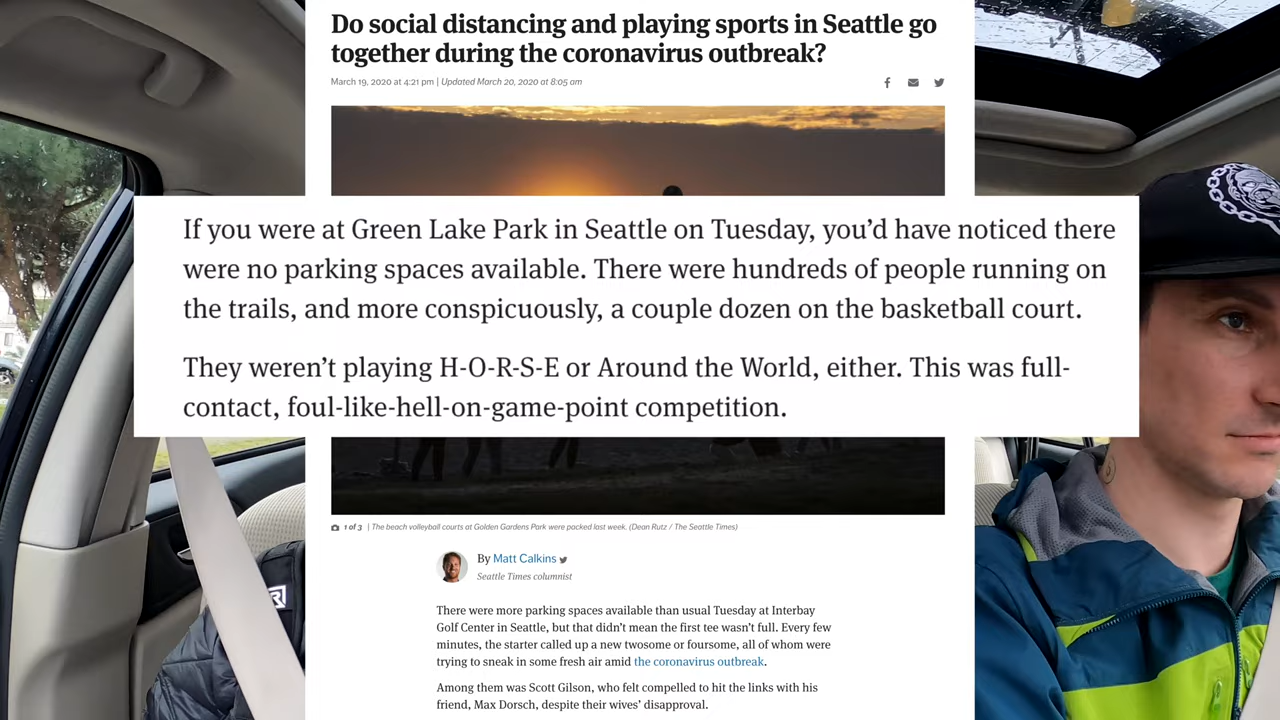 Do social distancing and playing sports in Seattle go
together during the coronavirus outbreak?
March 19, 2020 at 4:21 pm | Updated March 20, 2020 at 8:05 am
If you were at Green Lake Park in Seattle on Tuesday, you’d have noticed there
were no parking spaces available. There were hundreds of people running on
the trails, and more conspicuously, a couple dozen on the basketball court.
They weren’t playing H-O-R-S-E or Around the World, either. This was full-
contact, foul-like-hell-on-game-point competition.
1 of 3 | The beach volleyball courts at Golden Gardens Park were packed last week. (Dean Rutz / The Seattle Times)
By Matt Calkins
Seattle Times columnist
There were more parking spaces available than usual Tuesday at Interbay
Golf Center in Seattle, but that didn’t mean the first tee wasn’t full. Every few
minutes, the starter called up a new twosome or foursome, all of whom were
trying to sneak in some fresh air amid the coronavirus outbreak.
Among them was Scott Gilson, who felt compelled to hit the links with his
friend, Max Dorsch, despite their wives’ disapproval.